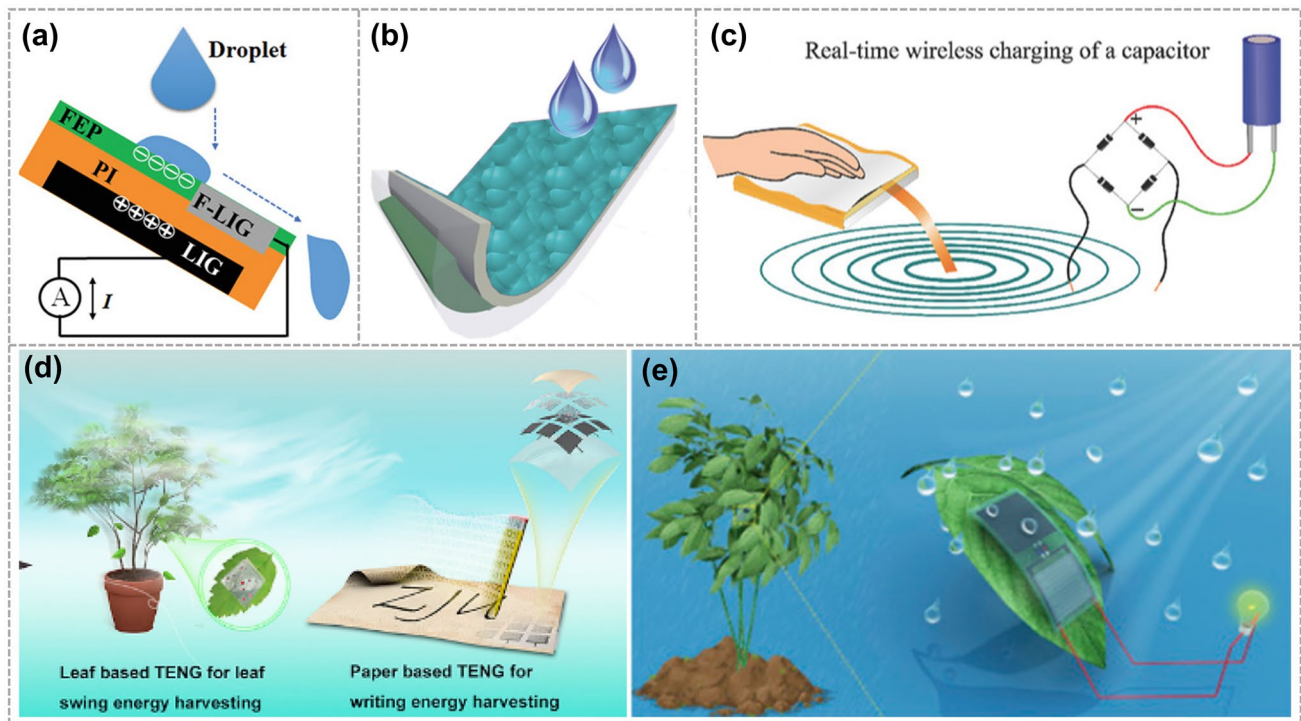 (a)
Droplet
FEP
PI
F-LIG
LIG
A
I
(b)
(c) Real-time wireless charging of a capacitor
+
−
(d)
zju
Leaf based TENG for leaf
swing energy harvesting
Paper based TENG for
writing energy harvesting
(e)